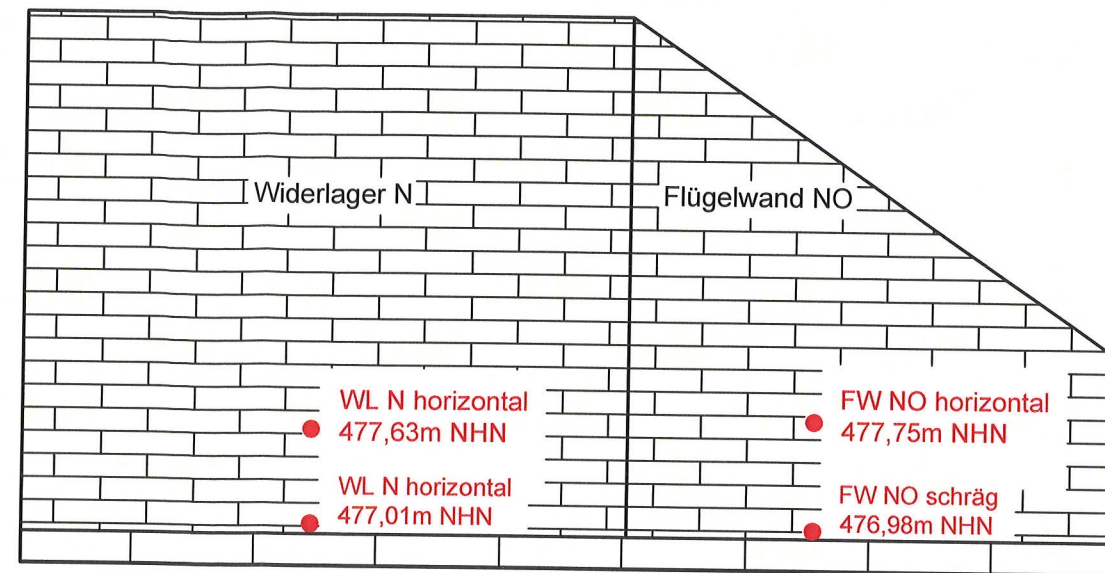 Widerlager N
Flügelwand NO
WL N horizontal
477,63m NHN
FW NO horizontal
477,75m NHN
WL N horizontal
477,01m NHN
FW NO schräg
476,98m NHN